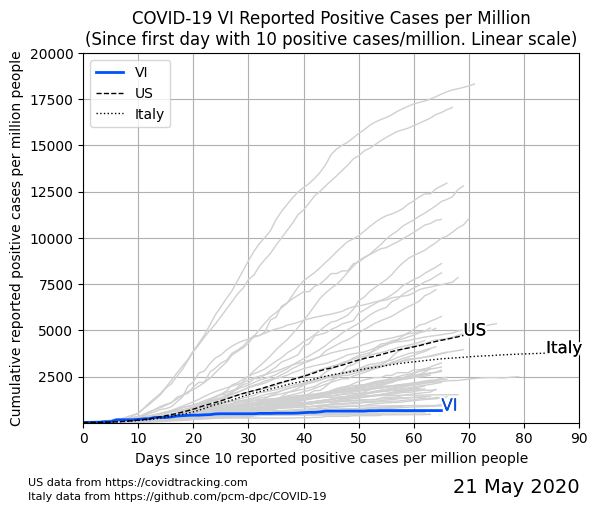 COVID-19 VI Reported Positive Cases per Million
(Since first day with 10 positive cases/million. Linear scale)
Cumulative reported positive cases per million people
20000
17500
15000
12500
10000
7500
5000
2500
VI
US
Italy
US
Italy
VI
0 10 20 30 40 50 60 70 80 90
Days since 10 reported positive cases per million people
US data from https://covidtracking.com
Italy data from https://github.com/pcm-dpc/COVID-19
21 May 2020